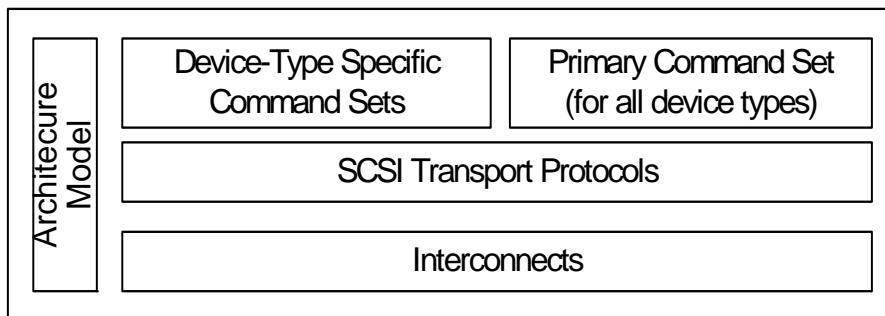 Architecure
Model
Device-Type Specific
Command Sets
Primary Command Set
(for all device types)
SCSI Transport Protocols
Interconnects